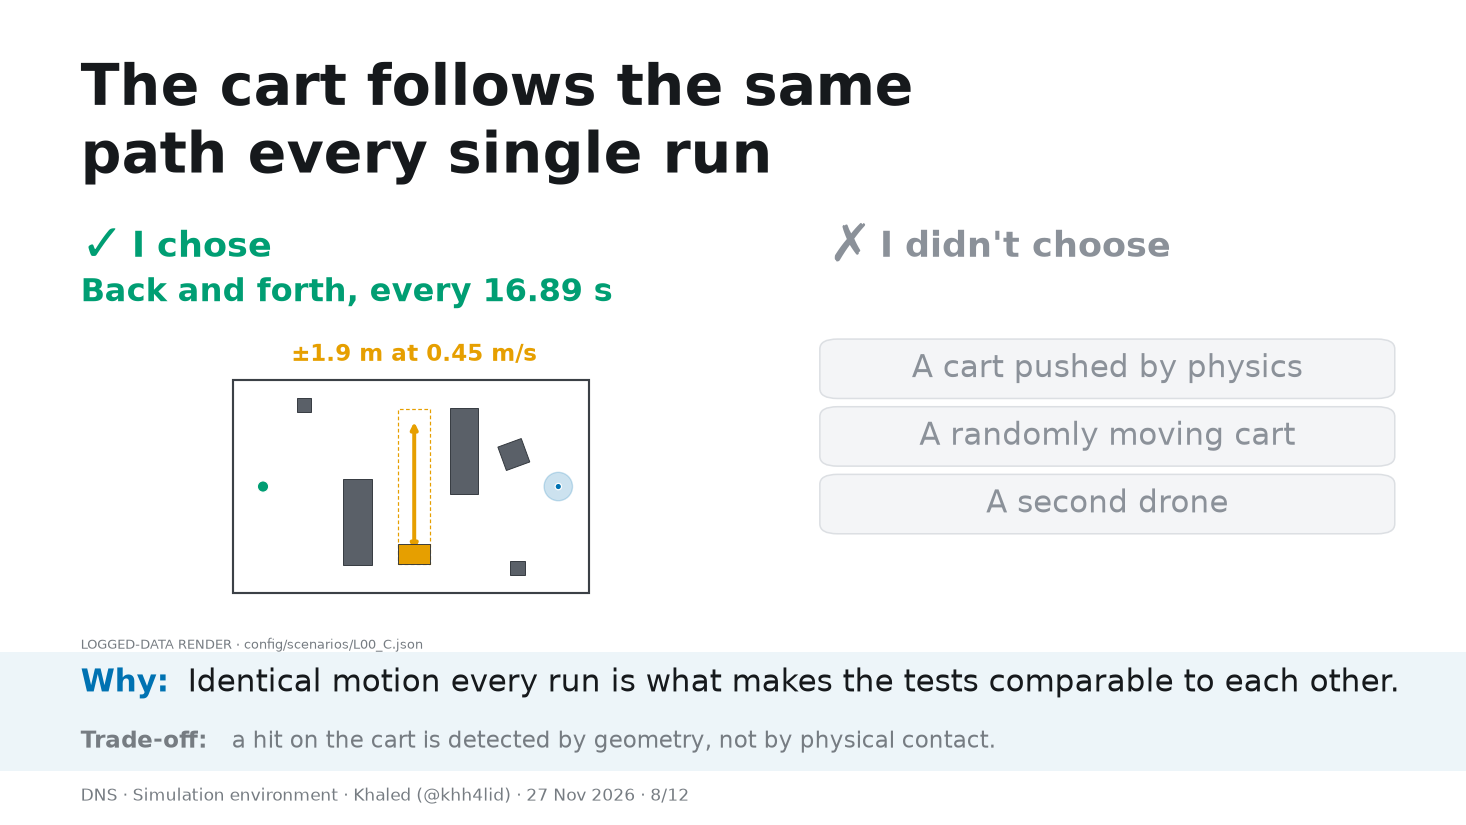 The cart follows the same
path every single run
✓ I chose
Back and forth, every 16.89 s
±1.9 m at 0.45 m/s
✗ I didn't choose
A cart pushed by physics
A randomly moving cart
A second drone
LOGGED-DATA RENDER · config/scenarios/L00_C.json
Why: Identical motion every run is what makes the tests comparable to each other.
Trade-off: a hit on the cart is detected by geometry, not by physical contact.
DNS · Simulation environment · Khaled (@khh4lid) · 27 Nov 2026 · 8/12